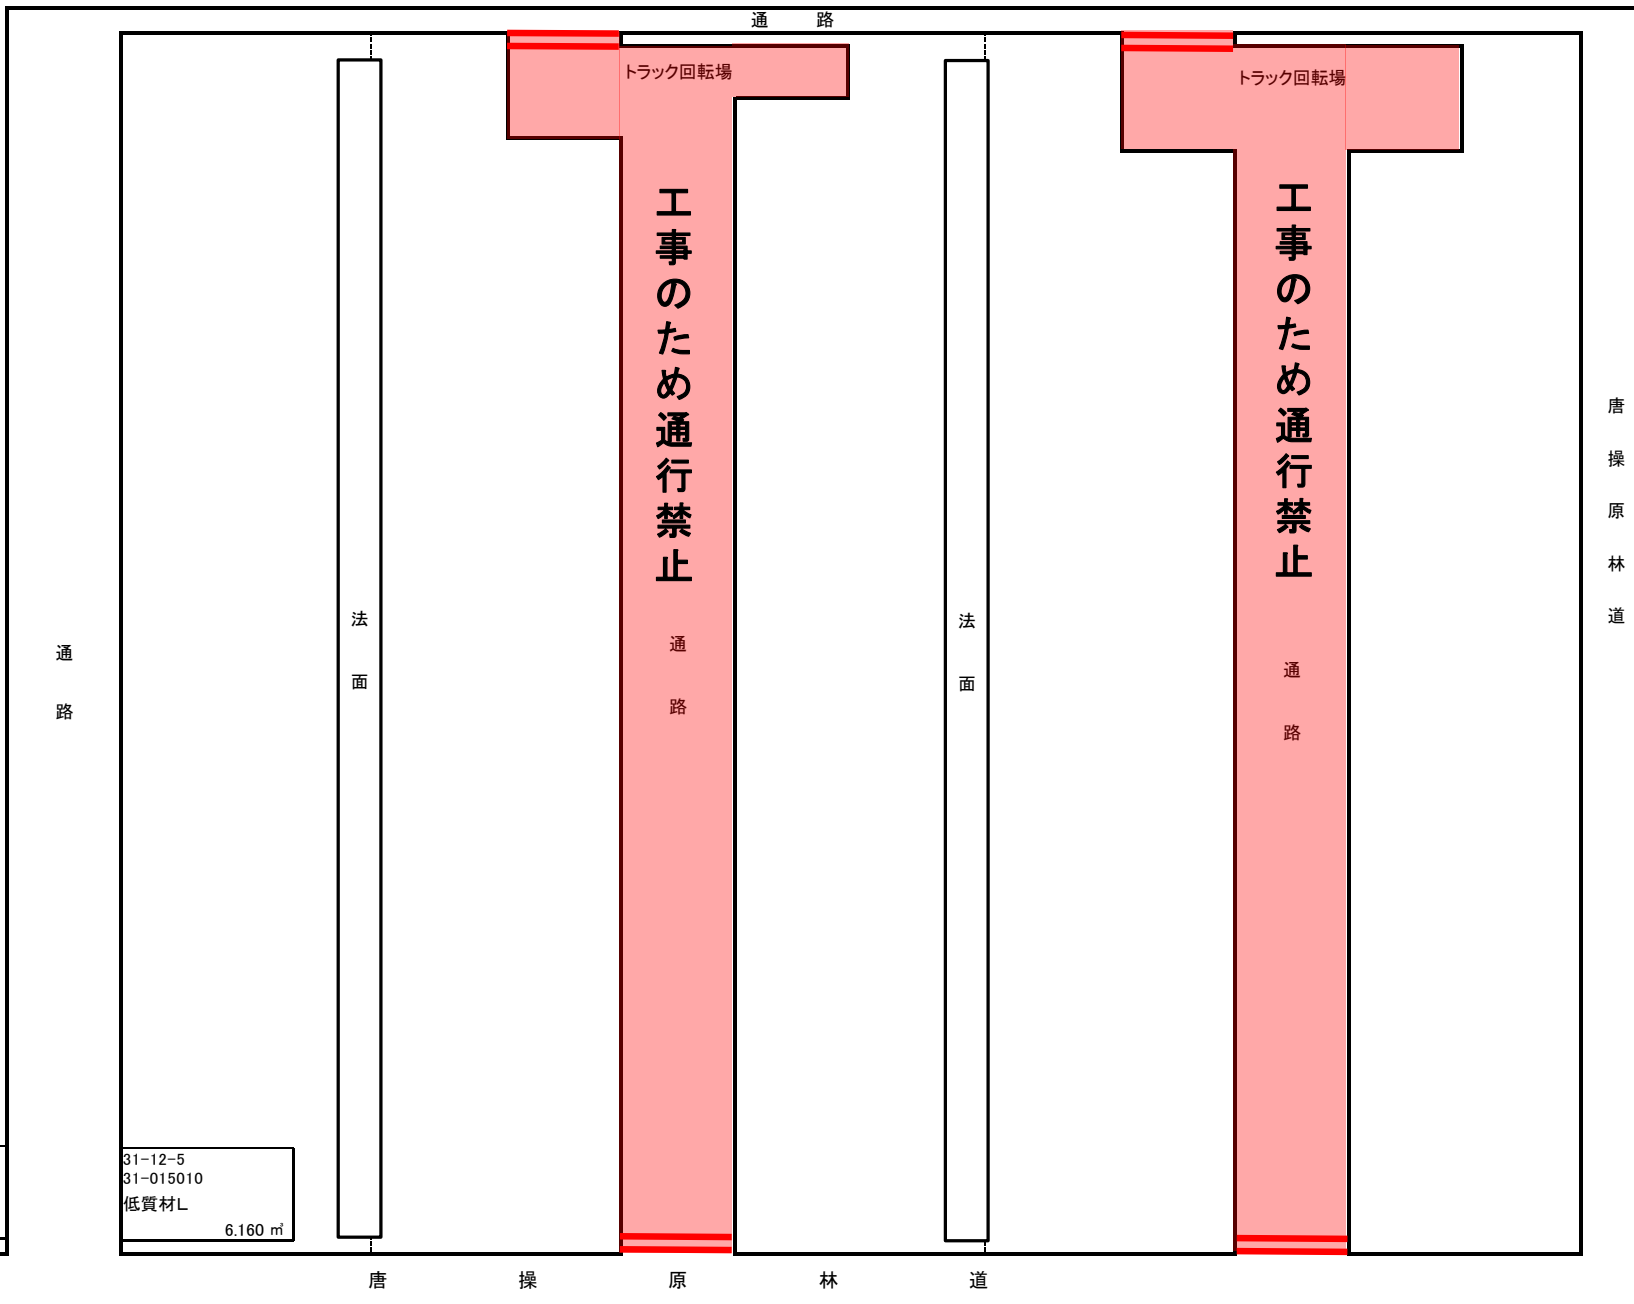 通　路
トラック回転場
トラック回転場
工事のため通行禁止
工事のため通行禁止
唐操原林道
法面
法面
通路
通路
通路
31-12-5
31-015010
低質材L
6.160 ㎥
唐操原林道